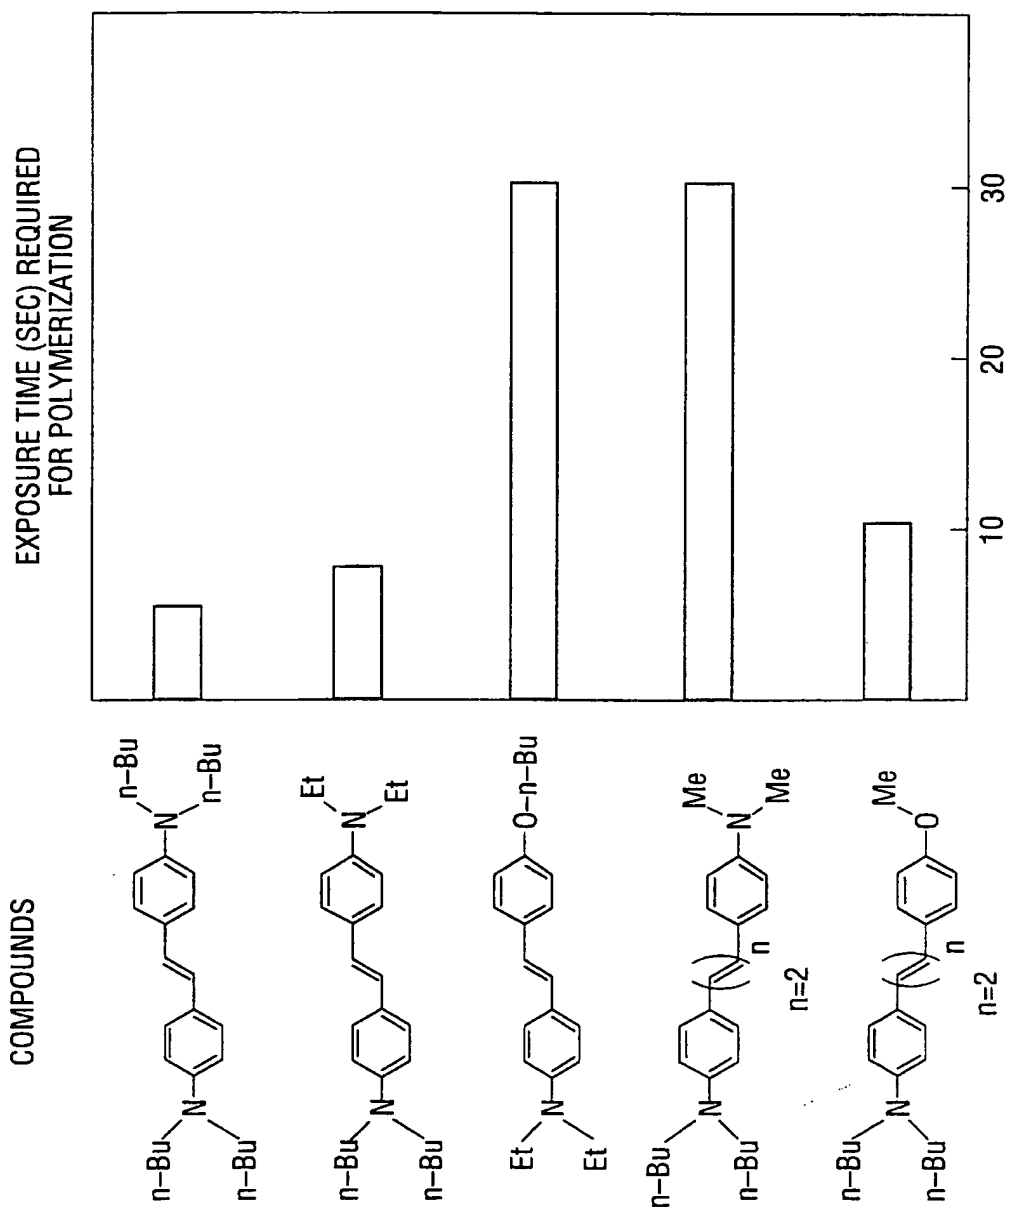 COMPOUNDS
EXPOSURE TIME (SEC) REQUIRED
FOR POLYMERIZATION
n–Bu
n–Bu
N
N
n–Bu
n–Bu
n–Bu
n–Bu
N
N
Et
Et
Et
Et
N
O–n–Bu
n–Bu
n–Bu
N
n
n=2
N
Me
Me
n–Bu
n–Bu
N
n
n=2
O
Me
10
20
30